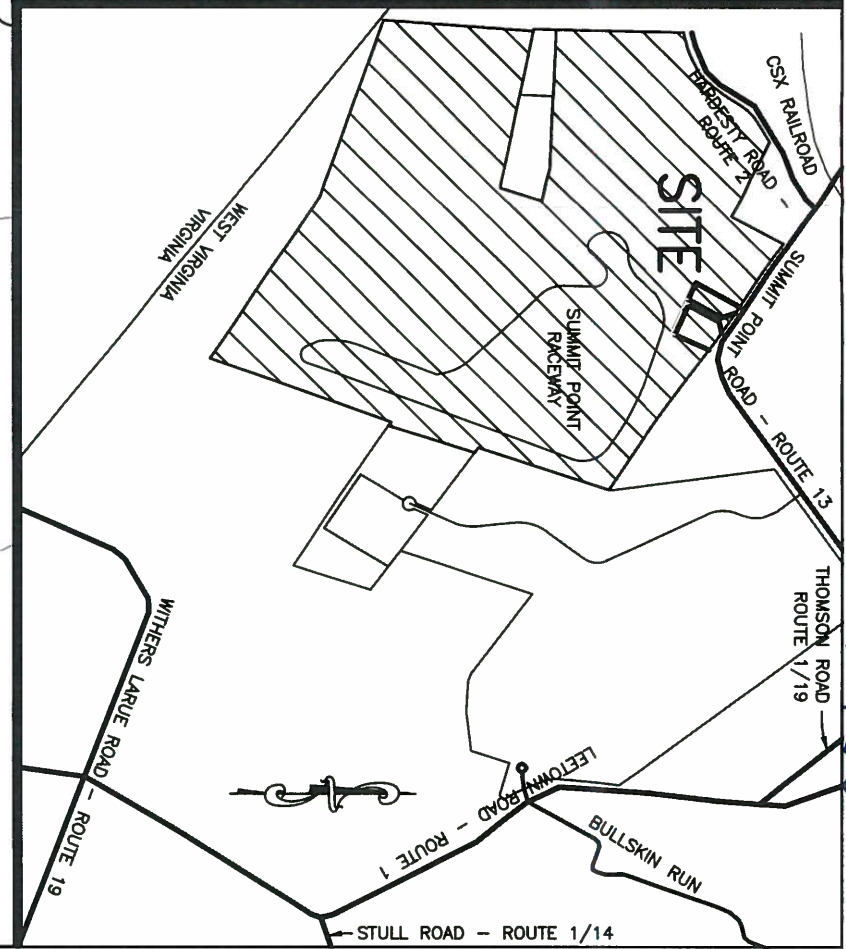 CSX RAILROAD
HARDESTY ROAD -
ROUTE 2
SITE
SUMMIT POINT
ROAD - ROUTE 13
SUMMIT POINT
RACEWAY
WEST VIRGINIA
VIRGINIA
THOMSON ROAD
ROUTE 1/19
LEETOWN ROAD - ROUTE 1
BULLSKIN RUN
WITHERS LARUE ROAD - ROUTE 19
STULL ROAD - ROUTE 1/14